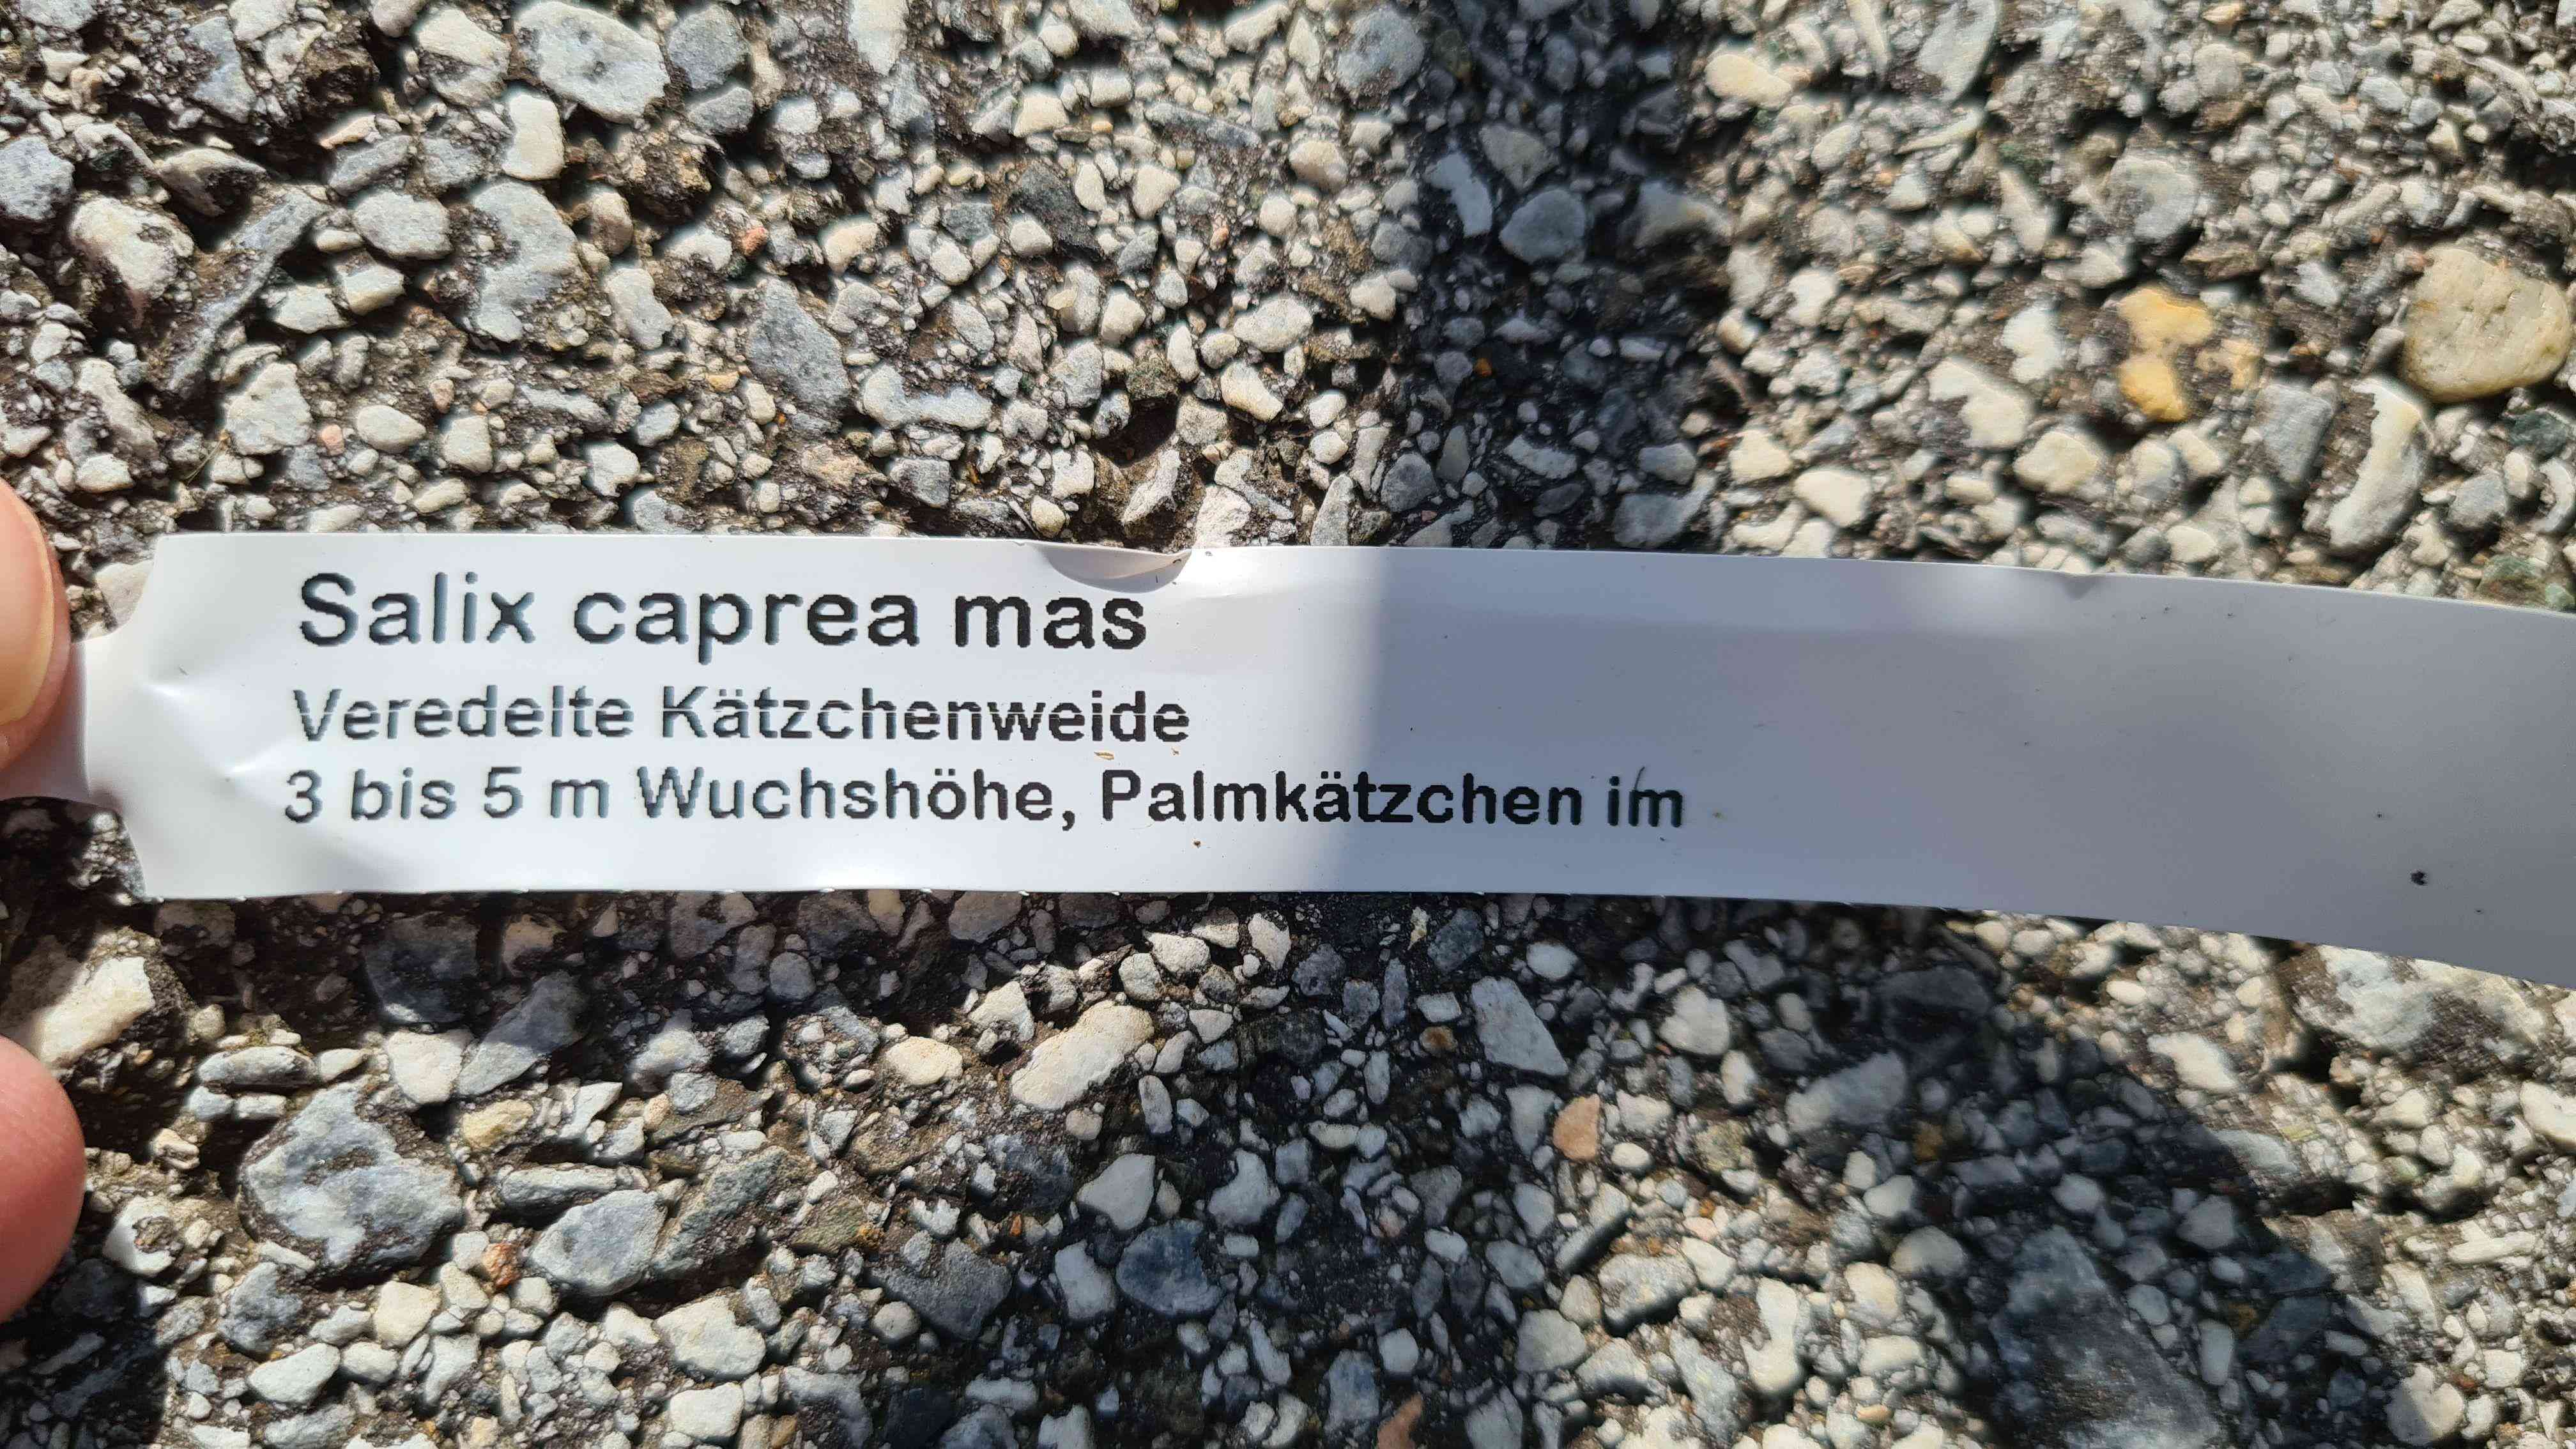 Salix caprea mas
Veredelte Kätzchenweide
3 bis 5 m Wuchshöhe, Palmkätzchen im